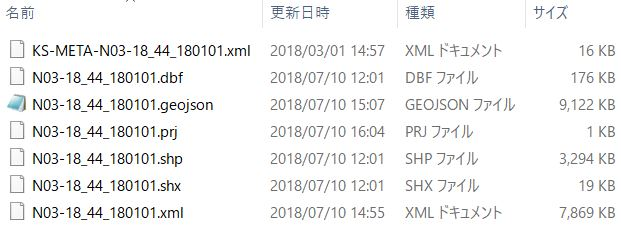 名前 更新日時 種類 サイズ
KS-META-N03-18_44_180101.xml 2018/03/01 14:57 XML ドキュメント 16 KB
N03-18_44_180101.dbf 2018/07/10 12:01 DBF ファイル 176 KB
N03-18_44_180101.geojson 2018/07/10 15:07 GEOJSON ファイル 9,122 KB
N03-18_44_180101.prj 2018/07/10 16:04 PRJ ファイル 1 KB
N03-18_44_180101.shp 2018/07/10 12:01 SHP ファイル 3,294 KB
N03-18_44_180101.shx 2018/07/10 12:01 SHX ファイル 19 KB
N03-18_44_180101.xml 2018/07/10 14:55 XML ドキュメント 7,869 KB